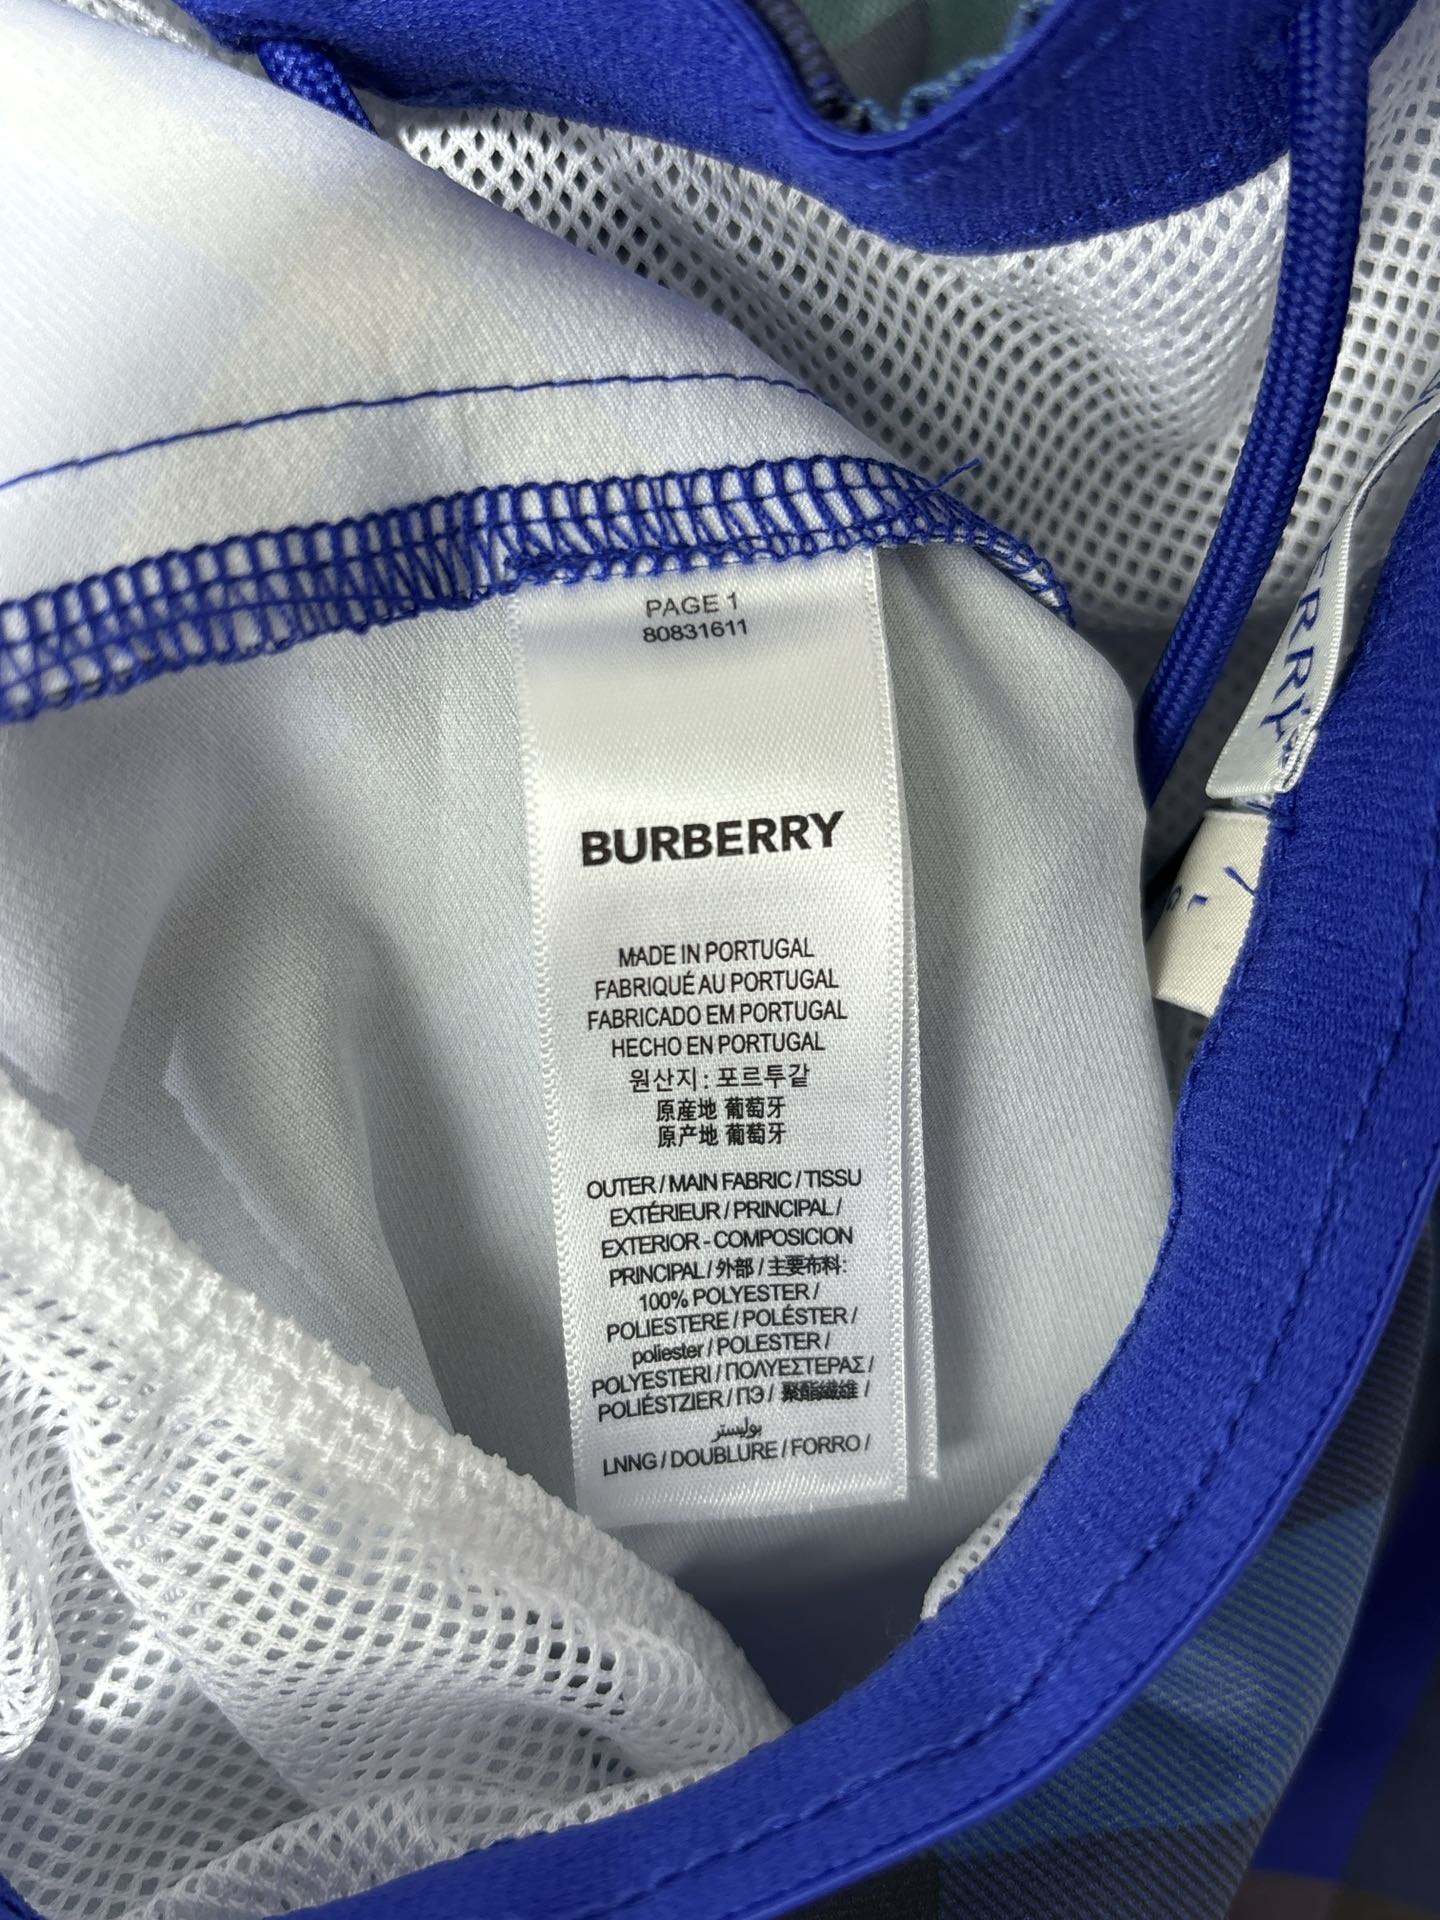 PAGE 1
80831611
BURBERRY
MADE IN PORTUGAL
FABRIQUÉ AU PORTUGAL
FABRICADO EM PORTUGAL
HECHO EN PORTUGAL
원산지 : 포르투갈
原産地 葡萄牙
原产地 葡萄牙
OUTER / MAIN FABRIC / TISSU
EXTÉRIEUR / PRINCIPAL /
EXTERIOR - COMPOSICION
PRINCIPAL / 外部 / 主要布料:
100% POLYESTER /
POLIESTERE / POLÉSTER /
poliester / POLESTER /
POLYESTERI / ΠΟΛΥΕΣΤΕΡΑΣ /
POLIÉSTZIER / ПЭ / 聚酯纖維 /
بوليستر
LNNG / DOUBLURE / FORRO /
ERRY